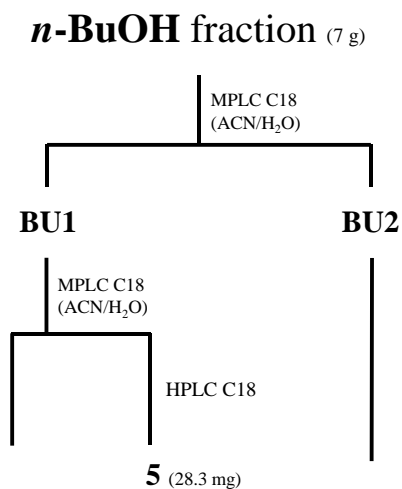 n-BuOH fraction (7 g)
MPLC C18
(ACN/H₂O)
BU1
BU2
MPLC C18
(ACN/H₂O)
HPLC C18
5 (28.3 mg)